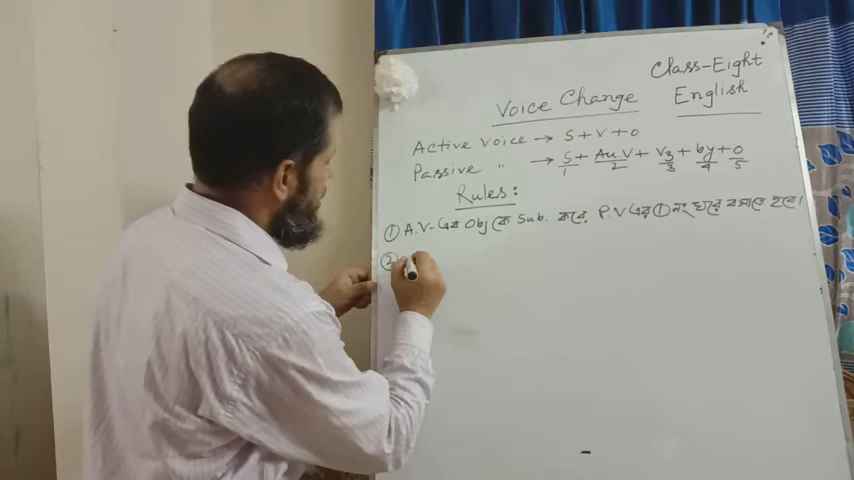 Class-Eight
English
Voice Change
Active Voice → S+V+O
Passive " → S + Au V + V3 + by + O
1 2 3 4 5
Rules:
① A.V-এর Obj কে Sub. করে P.V এর ① নং ঘরে বসাতে হবে।
②